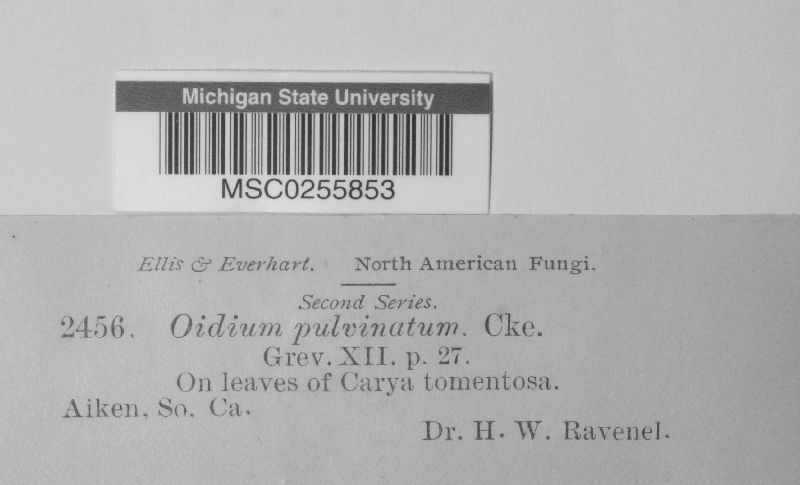 Michigan State University
MSC0255853
Ellis & Everhart, North American Fungi.
Second Series.
2456. Oidium pulvinatum. Cke.
Grev. XII. p. 27.
On leaves of Carya tomentosa.
Aiken, So. Ca.
Dr. H. W. Ravenel.